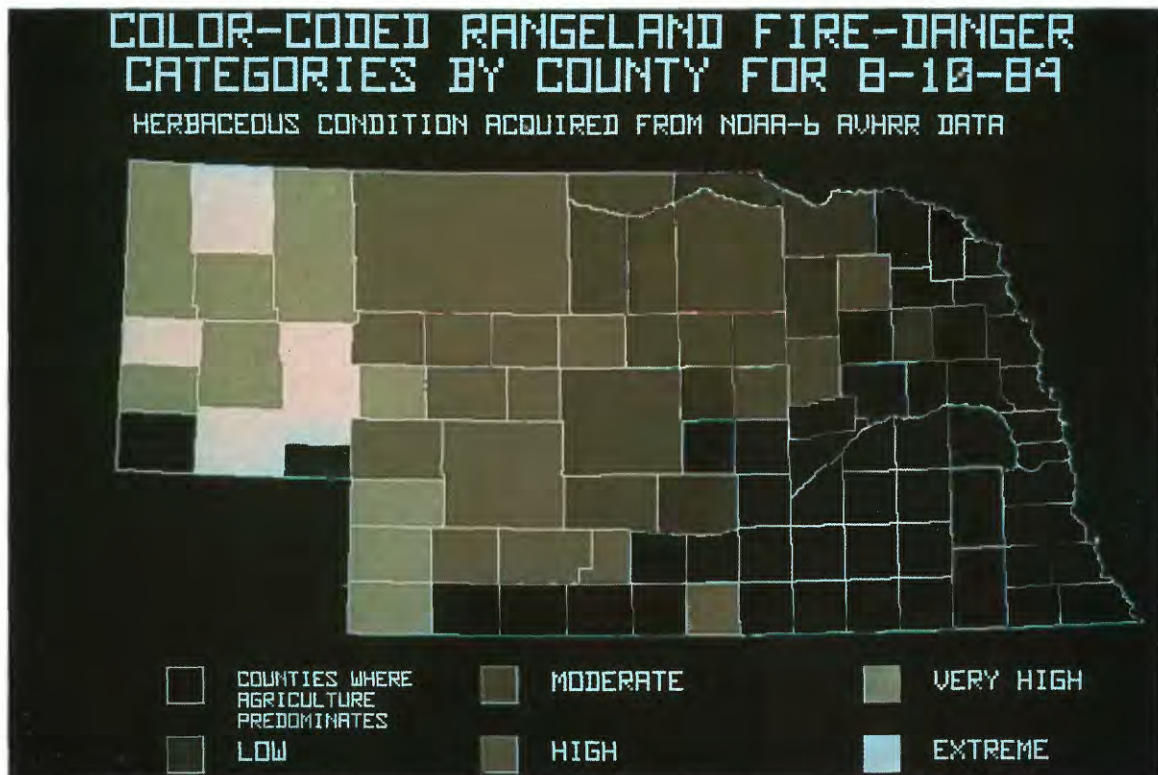 COLOR-CODED RANGELAND FIRE-DANGER
CATEGORIES BY COUNTY FOR 8-10-84
HERBACEOUS CONDITION ACQUIRED FROM NOAA-6 AVHRR DATA
COUNTIES WHERE
AGRICULTURE
PREDOMINATES
MODERATE
VERY HIGH
LOW
HIGH
EXTREME